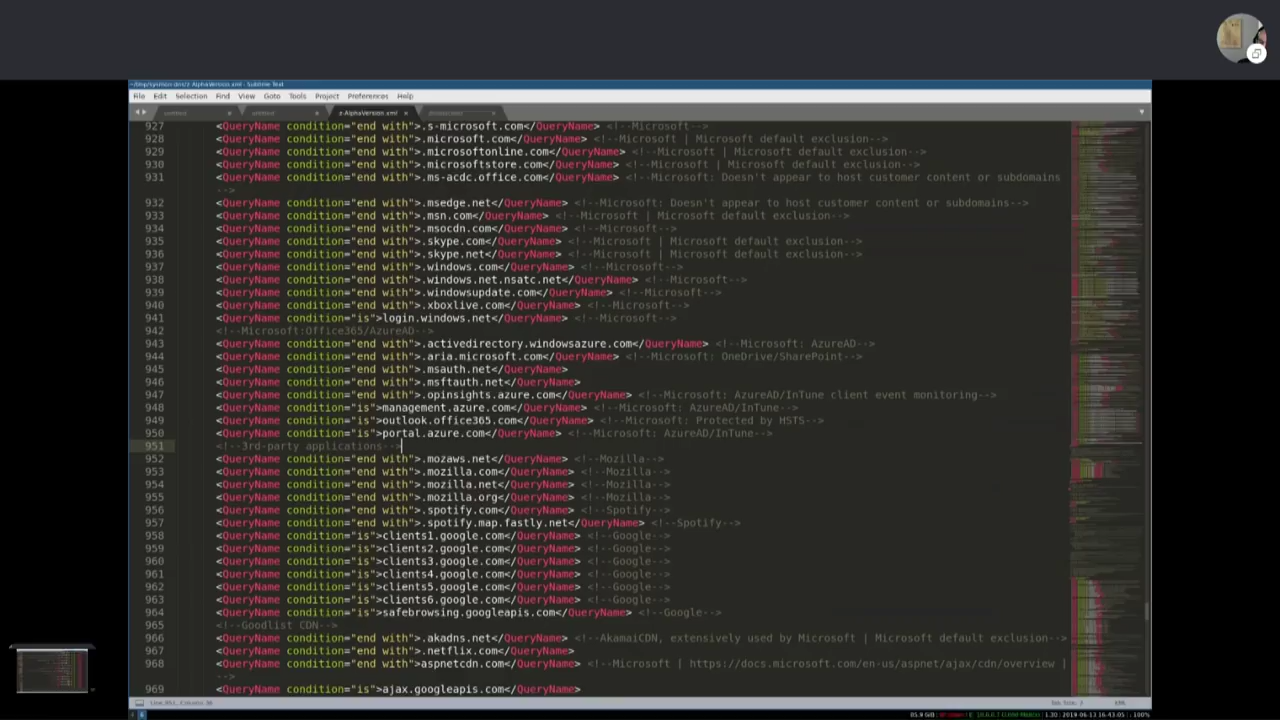 File Edit Selection Find View Goto Tools Project Preferences Help
z-AlphaVersion.xml
927 <QueryName condition="end with">.s-microsoft.com</QueryName> <!--Microsoft-->
928 <QueryName condition="end with">.microsoft.com</QueryName> <!--Microsoft | Microsoft default exclusion-->
929 <QueryName condition="end with">.microsoftonline.com</QueryName> <!--Microsoft | Microsoft default exclusion-->
930 <QueryName condition="end with">.microsoftstore.com</QueryName> <!--Microsoft | Microsoft default exclusion-->
931 <QueryName condition="end with">.ms-acdc.office.com</QueryName> <!--Microsoft: Doesn't appear to host customer content or subdomains
-->
932 <QueryName condition="end with">.msedge.net</QueryName> <!--Microsoft: Doesn't appear to host customer content or subdomains-->
933 <QueryName condition="end with">.msn.com</QueryName> <!--Microsoft | Microsoft default exclusion-->
934 <QueryName condition="end with">.msocdn.com</QueryName> <!--Microsoft-->
935 <QueryName condition="end with">.skype.com</QueryName> <!--Microsoft | Microsoft default exclusion-->
936 <QueryName condition="end with">.skype.net</QueryName> <!--Microsoft | Microsoft default exclusion-->
937 <QueryName condition="end with">.windows.com</QueryName> <!--Microsoft-->
938 <QueryName condition="end with">.windows.net.nsatc.net</QueryName> <!--Microsoft-->
939 <QueryName condition="end with">.windowsupdate.com</QueryName> <!--Microsoft-->
940 <QueryName condition="end with">.xboxlive.com</QueryName> <!--Microsoft-->
941 <QueryName condition="is">login.windows.net</QueryName> <!--Microsoft-->
942 <!--Microsoft:Office365/AzureAD-->
943 <QueryName condition="end with">.activedirectory.windowsazure.com</QueryName> <!--Microsoft: AzureAD-->
944 <QueryName condition="end with">.aria.microsoft.com</QueryName> <!--Microsoft: OneDrive/SharePoint-->
945 <QueryName condition="end with">.msauth.net</QueryName>
946 <QueryName condition="end with">.msftauth.net</QueryName>
947 <QueryName condition="end with">.opinsights.azure.com</QueryName> <!--Microsoft: AzureAD/InTune client event monitoring-->
948 <QueryName condition="is">management.azure.com</QueryName> <!--Microsoft: AzureAD/InTune-->
949 <QueryName condition="is">outlook.office365.com</QueryName> <!--Microsoft: Protected by HSTS-->
950 <QueryName condition="is">portal.azure.com</QueryName> <!--Microsoft: AzureAD/InTune-->
951 <!--3rd-party applications-->
952 <QueryName condition="end with">.mozaws.net</QueryName> <!--Mozilla-->
953 <QueryName condition="end with">.mozilla.com</QueryName> <!--Mozilla-->
954 <QueryName condition="end with">.mozilla.net</QueryName> <!--Mozilla-->
955 <QueryName condition="end with">.mozilla.org</QueryName> <!--Mozilla-->
956 <QueryName condition="end with">.spotify.com</QueryName> <!--Spotify-->
957 <QueryName condition="end with">.spotify.map.fastly.net</QueryName> <!--Spotify-->
958 <QueryName condition="is">clients1.google.com</QueryName> <!--Google-->
959 <QueryName condition="is">clients2.google.com</QueryName> <!--Google-->
960 <QueryName condition="is">clients3.google.com</QueryName> <!--Google-->
961 <QueryName condition="is">clients4.google.com</QueryName> <!--Google-->
962 <QueryName condition="is">clients5.google.com</QueryName> <!--Google-->
963 <QueryName condition="is">clients6.google.com</QueryName> <!--Google-->
964 <QueryName condition="is">safebrowsing.googleapis.com</QueryName> <!--Google-->
965 <!--Goodlist CDN-->
966 <QueryName condition="end with">.akadns.net</QueryName> <!--AkamaiCDN, extensively used by Microsoft | Microsoft default exclusion-->
967 <QueryName condition="end with">.netflix.com</QueryName>
968 <QueryName condition="end with">aspnetcdn.com</QueryName> <!--Microsoft | https://docs.microsoft.com/en-us/aspnet/ajax/cdn/overview |
-->
969 <QueryName condition="is">ajax.googleapis.com</QueryName>